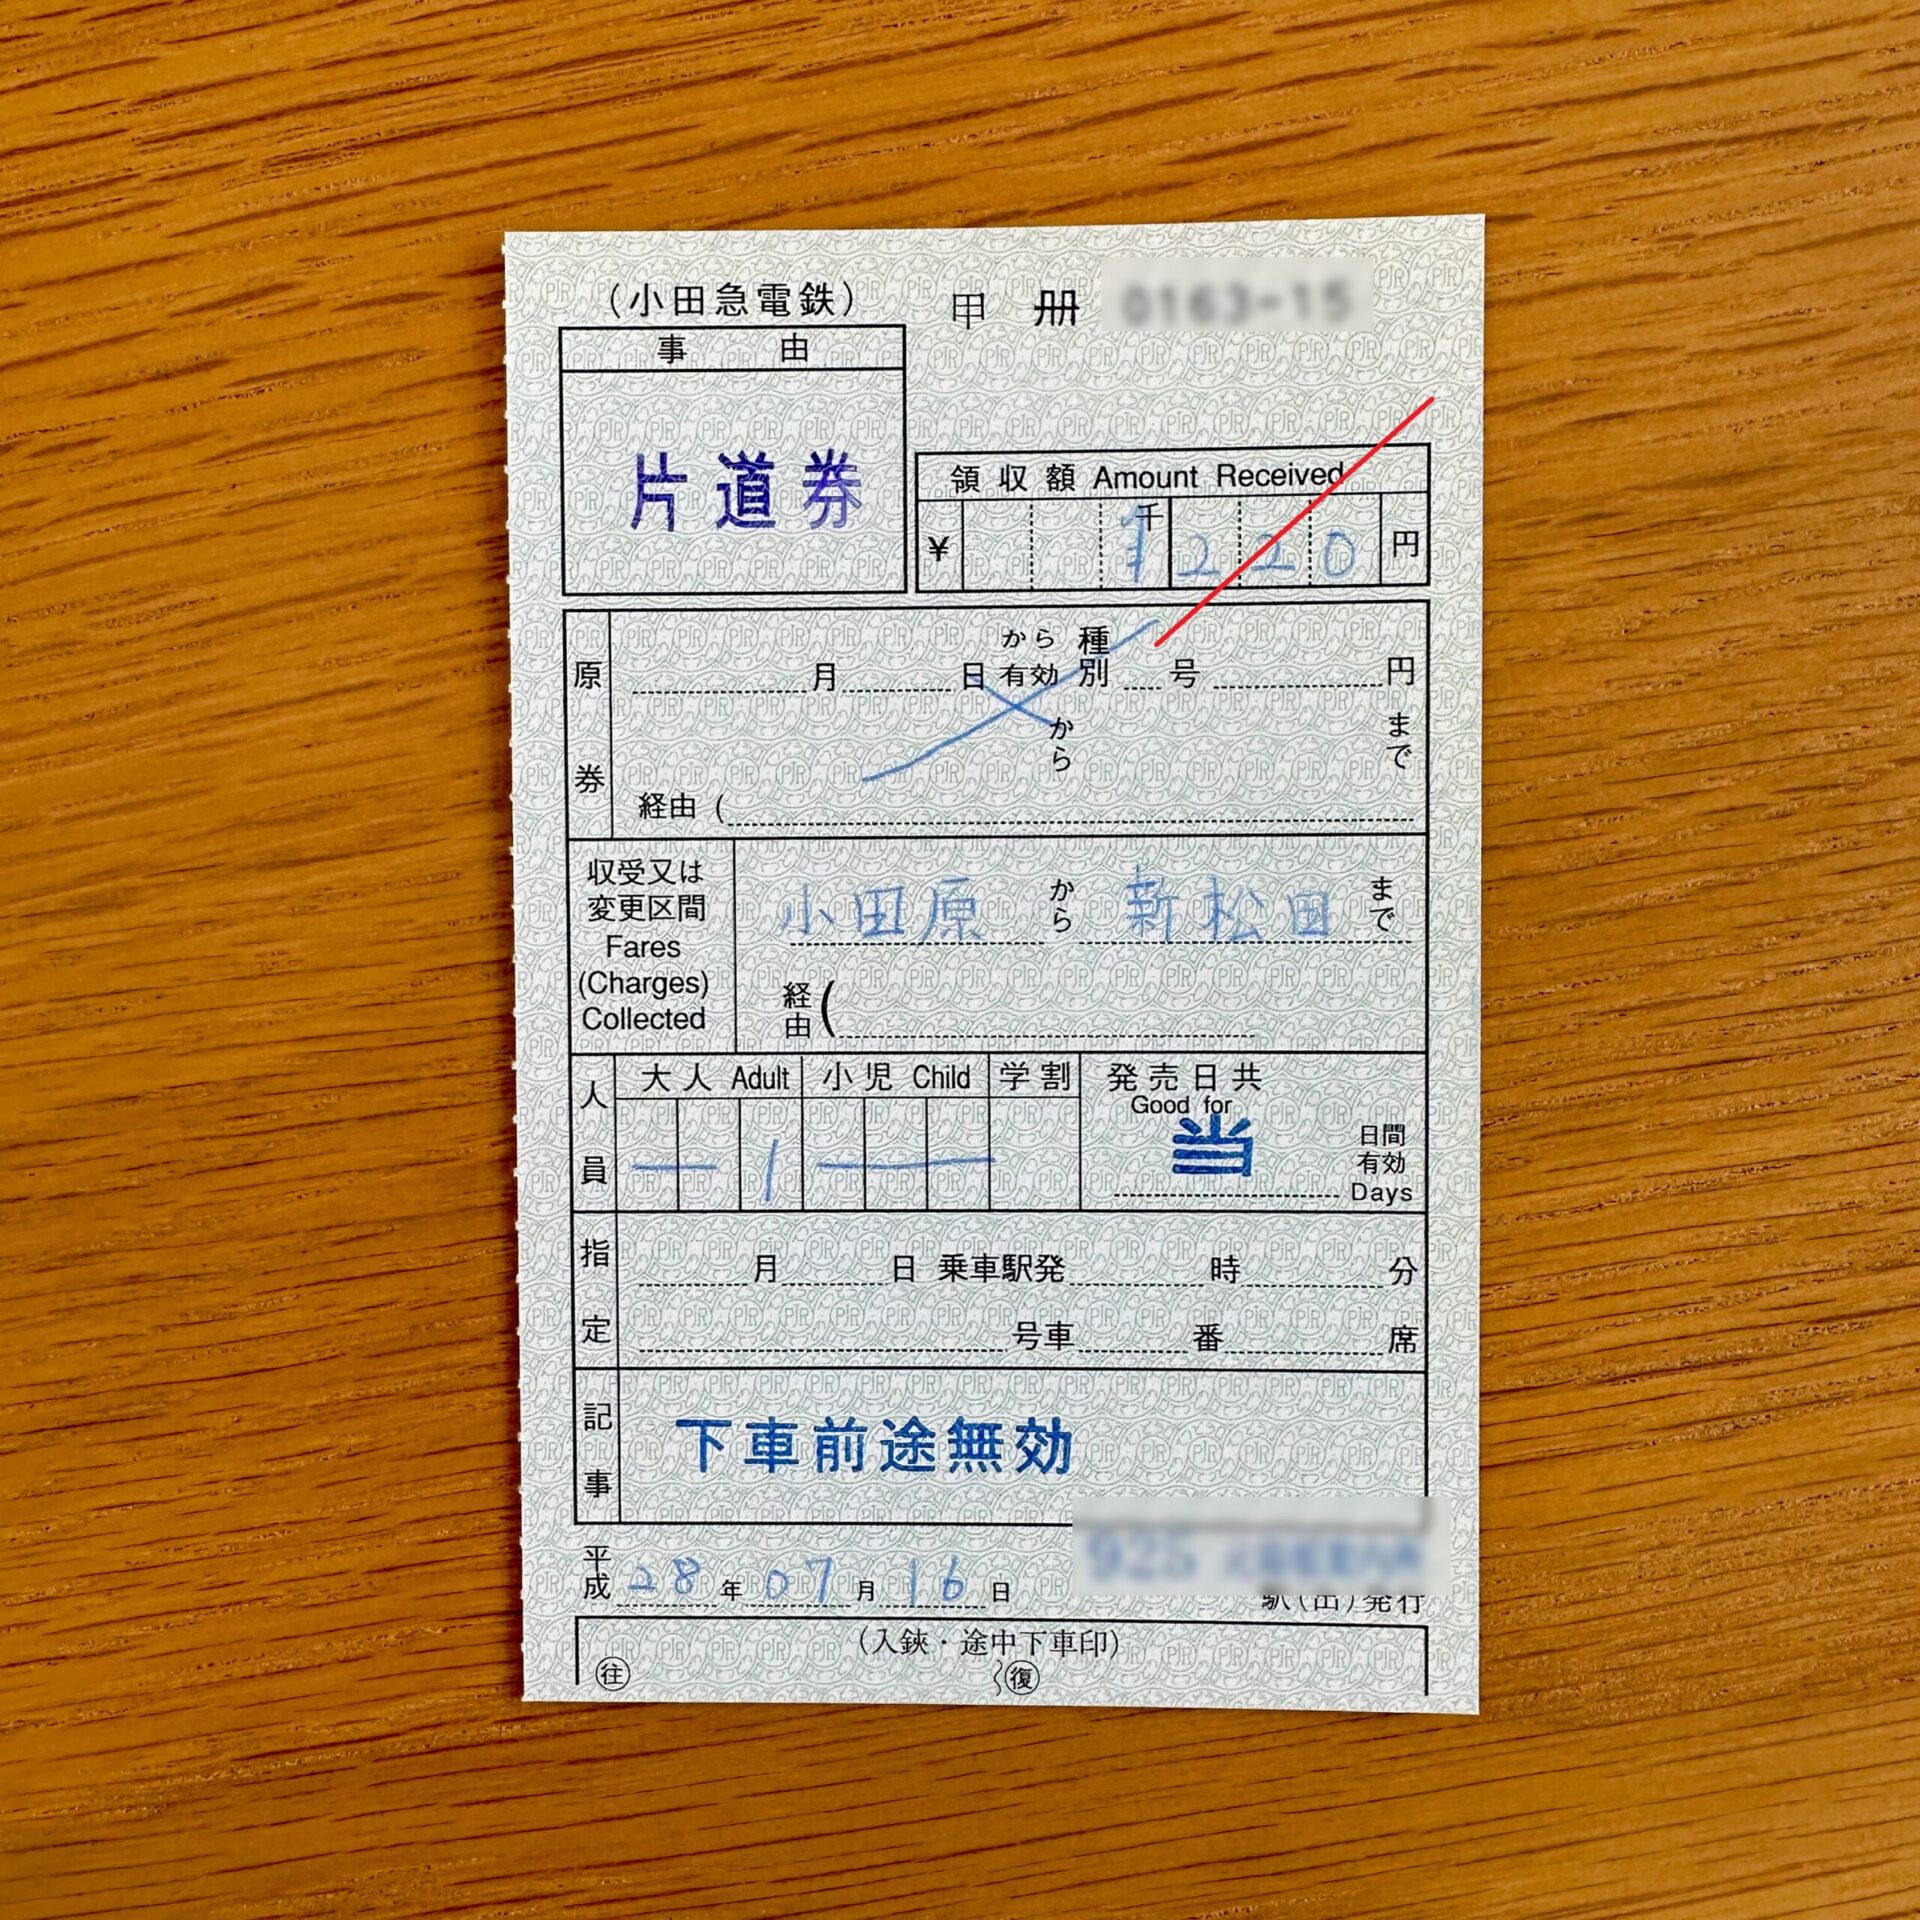 (小田急電鉄) 甲 冊 0163-15
事由
片道券
領収額 Amount Received
¥ 千 1 2 2 0 円
原券
月 日 から有効 種別 号 円
から まで
経由 (
収受又は変更区間
Fares
(Charges)
Collected
小田原 から 新松田 まで
経由 (
人員
大人 Adult 小児 Child 学割
1
発売日共
Good for
当
日間
有効
Days
指定
月 日 乗車駅発 時 分
号車 番 席
記事
下車前途無効
925
平成 28 年 07 月 16 日
駅(出)発行
(入鋏・途中下車印)
往 復